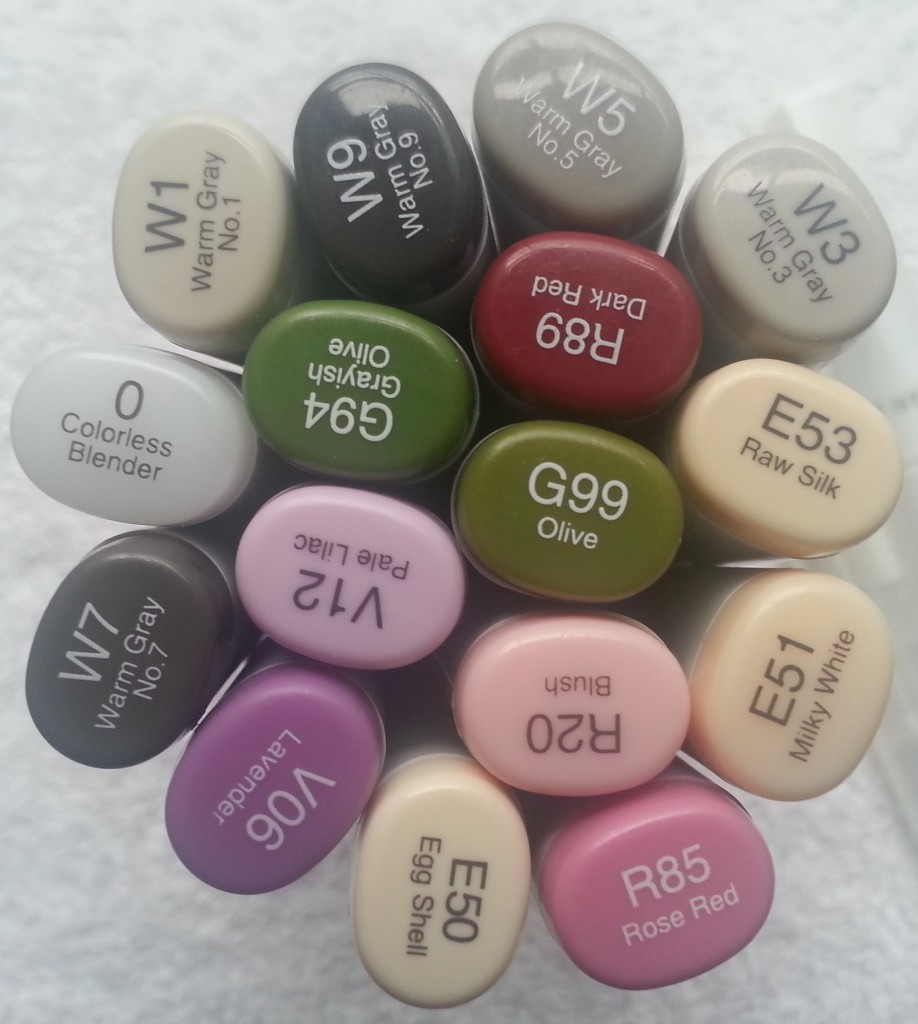 W5
Warm Gray
No.5
W9
Warm Gray
No.9
W1
Warm Gray
No.1
W3
Warm Gray
No.3
R89
Dark Red
G94
Grayish
Olive
0
Colorless
Blender
E53
Raw Silk
G99
Olive
V12
Pale Lilac
W7
Warm Gray
No.7
E51
Milky White
R20
Blush
V06
Lavender
E50
Egg Shell
R85
Rose Red